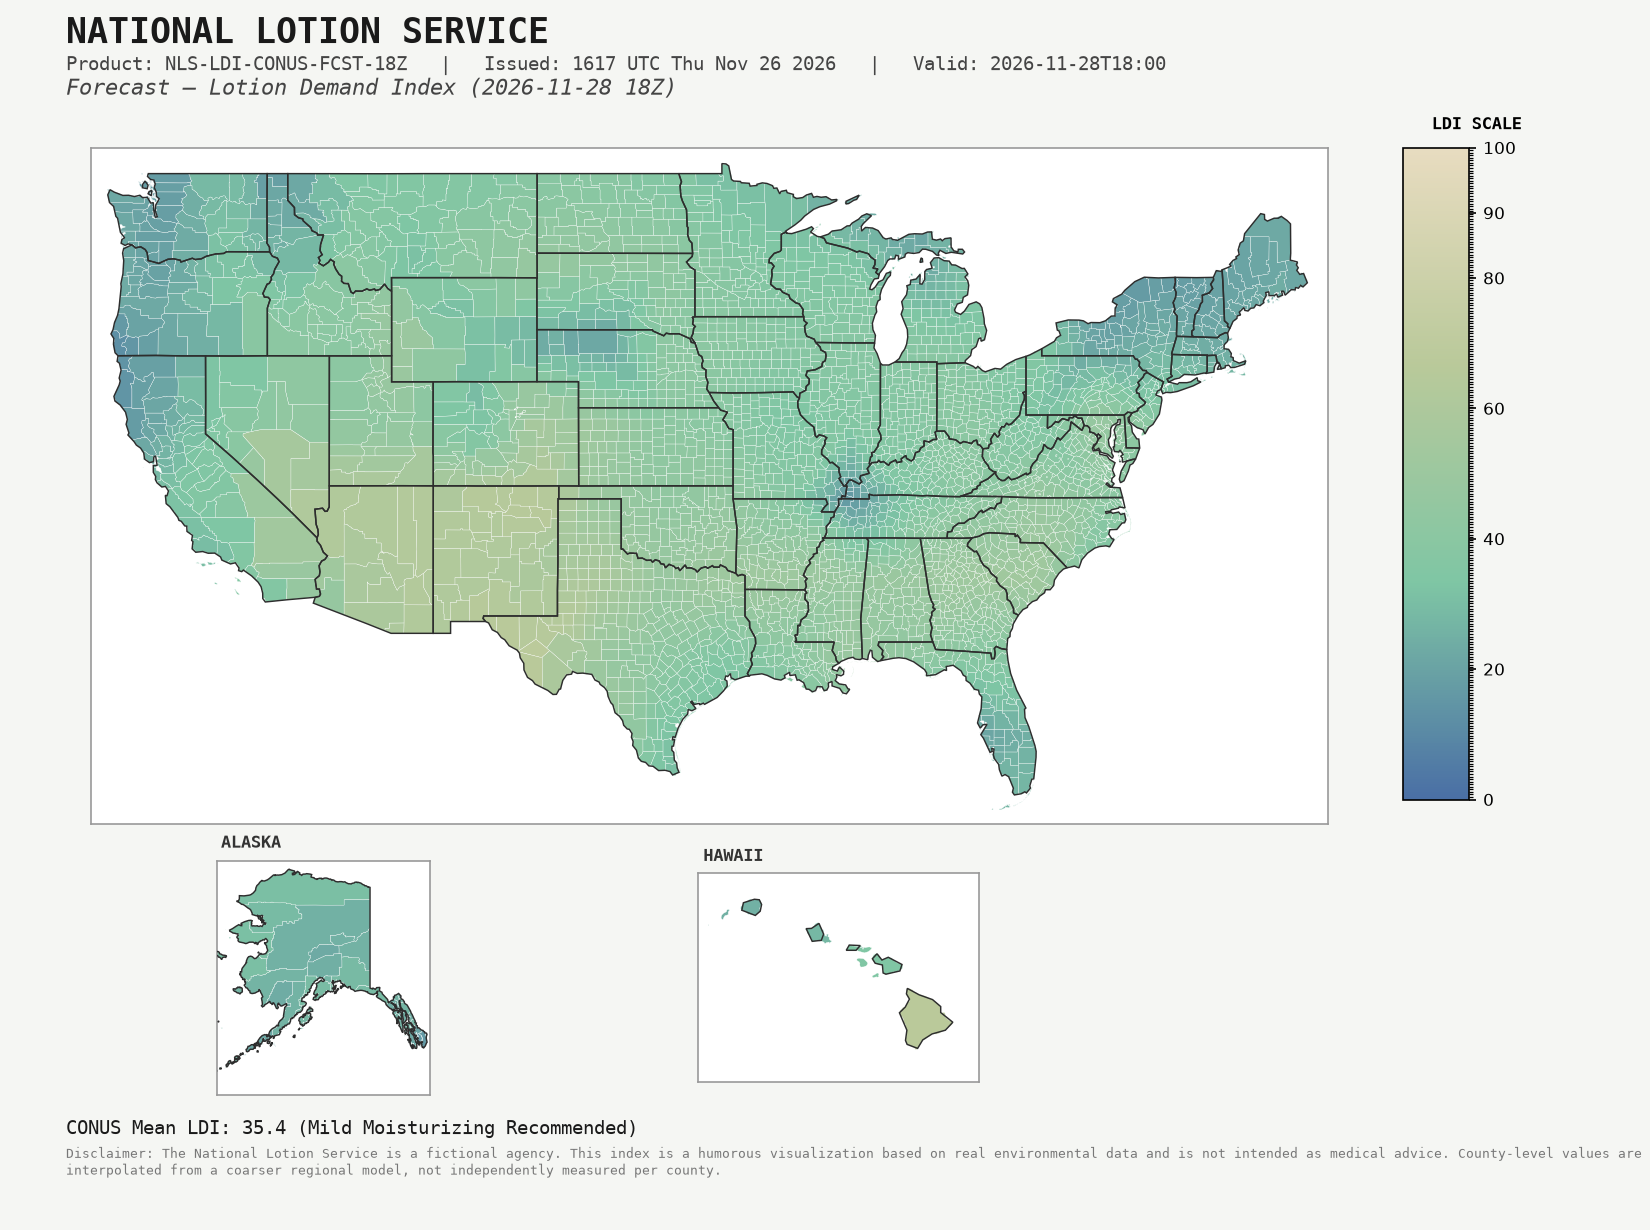 NATIONAL LOTION SERVICE
Product: NLS-LDI-CONUS-FCST-18Z | Issued: 1617 UTC Thu Nov 26 2026 | Valid: 2026-11-28T18:00
Forecast — Lotion Demand Index (2026-11-28 18Z)
LDI SCALE
100
90
80
60
40
20
0
ALASKA
HAWAII
CONUS Mean LDI: 35.4 (Mild Moisturizing Recommended)
Disclaimer: The National Lotion Service is a fictional agency. This index is a humorous visualization based on real environmental data and is not intended as medical advice. County-level values are
interpolated from a coarser regional model, not independently measured per county.